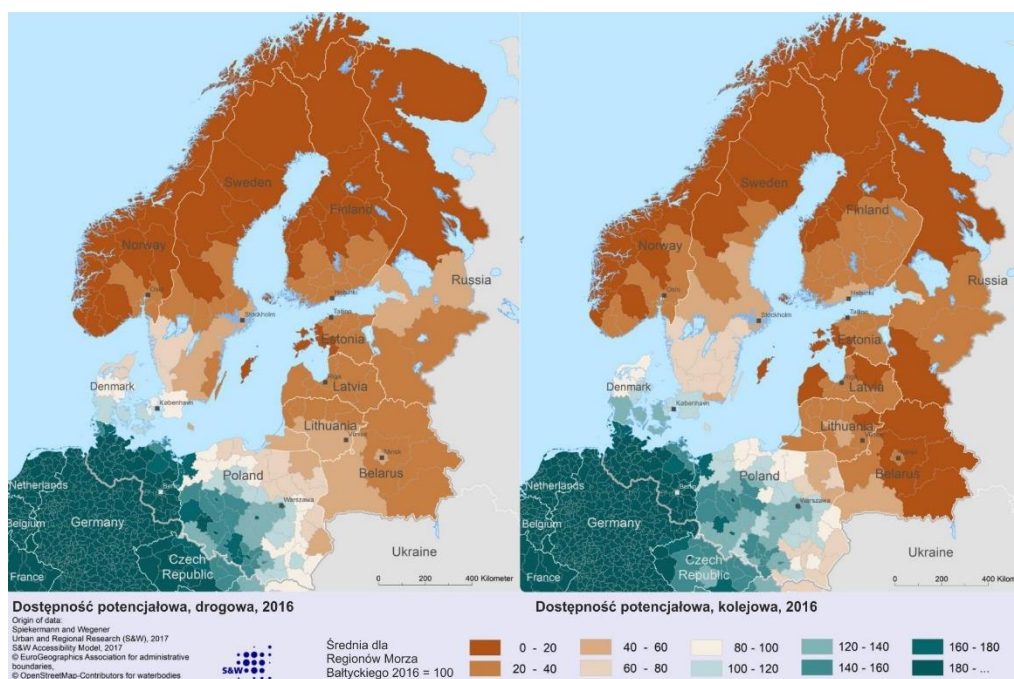 Sweden
Finland
Norway
Russia
Oslo
Helsinki
Stockholm
Tallinn
Estonia
Latvia
Riga
Denmark
København
Lithuania
Vilnius
Minsk
Belarus
Poland
Warszawa
Netherlands
Berlin
Belgium
Germany
Czech
Republic
France
Ukraine
0 200 400 Kilometer
Sweden
Finland
Norway
Russia
Oslo
Helsinki
Stockholm
Tallinn
Estonia
Latvia
Riga
Denmark
København
Lithuania
Vilnius
Minsk
Belarus
Poland
Warszawa
Netherlands
Berlin
Belgium
Germany
Czech
Republic
France
Ukraine
0 200 400 Kilometer
Dostępność potencjałowa, drogowa, 2016
Dostępność potencjałowa, kolejowa, 2016
Origin of data:
Spiekermann and Wegener
Urban and Regional Research (S&W), 2017
S&W Accessibility Model, 2017
© EuroGeographics Association for administrative
boundaries,
© OpenStreetMap-Contributors for waterbodies
S&W
Średnia dla
Regionów Morza
Bałtyckiego 2016 = 100
0 - 20
20 - 40
40 - 60
60 - 80
80 - 100
100 - 120
120 - 140
140 - 160
160 - 180
180 - ...